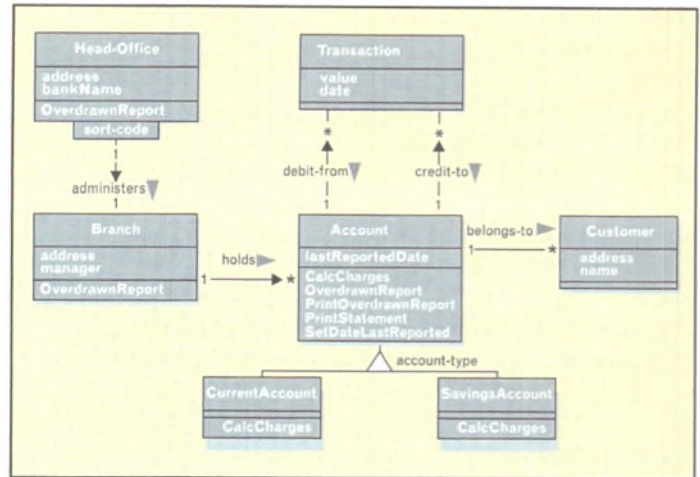 Head-Office
address
bankName
OverdrawnReport
sort-code
1
administers
1
Transaction
value
date
*
*
debit-from
credit-to
1
1
Branch
address
manager
OverdrawnReport
1
holds
*
Account
lastReportedDate
CalcCharges
OverdrawnReport
PrintOverdrawnReport
PrintStatement
SetDateLastReported
belongs-to
1
*
Customer
address
name
account-type
CurrentAccount
CalcCharges
SavingsAccount
CalcCharges